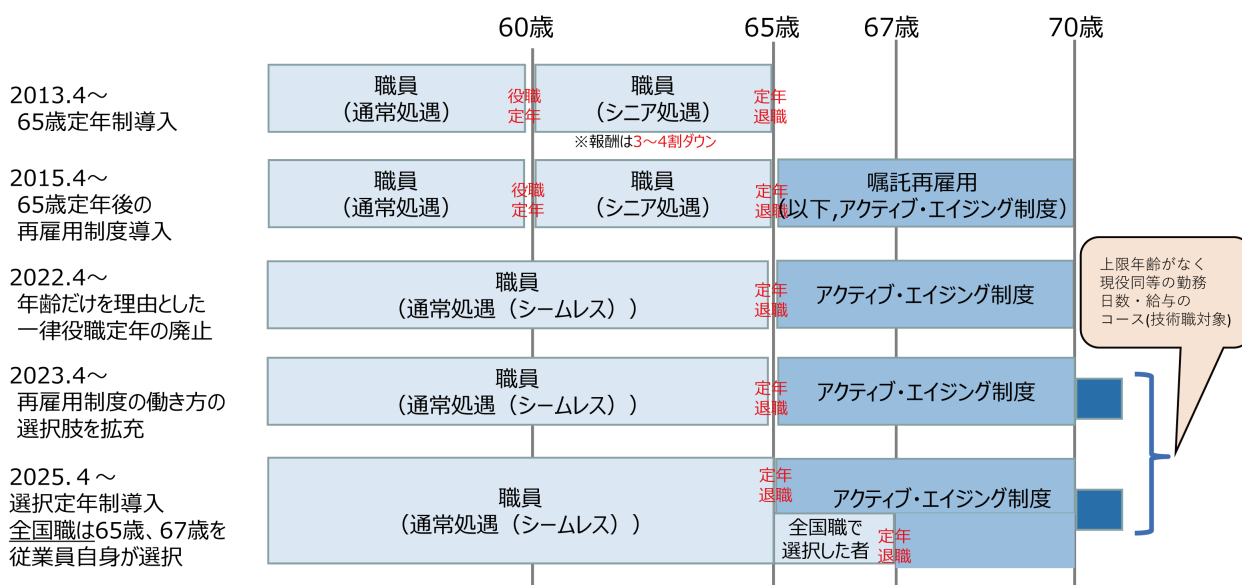 60歳
65歳
67歳
70歳
2013.4～
65歳定年制導入
職員
(通常処遇)
役職
定年
職員
(シニア処遇)
定年
退職
※報酬は3～4割ダウン
2015.4～
65歳定年後の
再雇用制度導入
職員
(通常処遇)
役職
定年
職員
(シニア処遇)
定年
退職
嘱託再雇用
(以下,アクティブ・エイジング制度)
2022.4～
年齢だけを理由とした
一律役職定年の廃止
職員
(通常処遇（シームレス）)
定年
退職
アクティブ・エイジング制度
上限年齢がなく
現役同等の勤務
日数・給与の
コース(技術職対象)
2023.4～
再雇用制度の働き方の
選択肢を拡充
職員
(通常処遇（シームレス）)
定年
退職
アクティブ・エイジング制度
2025. 4～
選択定年制導入
全国職は65歳、67歳を
従業員自身が選択
職員
(通常処遇（シームレス）)
定年
退職
アクティブ・エイジング制度
全国職で
選択した者
定年
退職